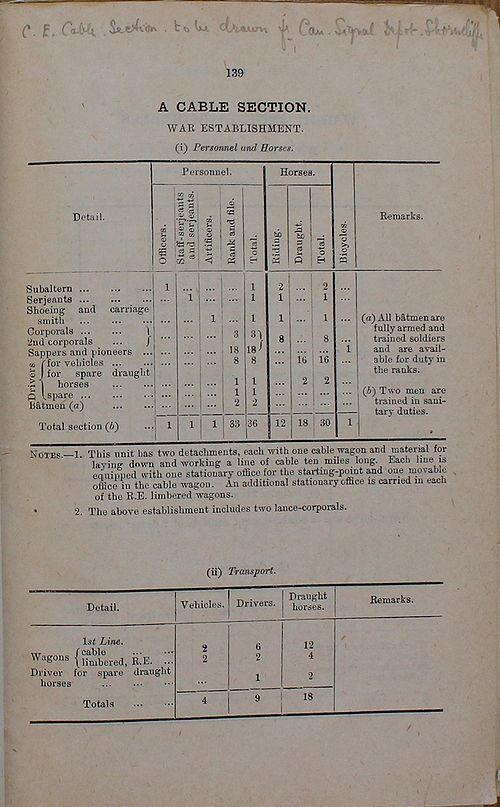 C. E. Cable Section. to be drawn fr Can. Signal Depot. Shorncliffe
139
A CABLE SECTION.
WAR ESTABLISHMENT.
(i) Personnel and Horses.
Detail. Personnel. Horses. Bicycles. Remarks.
Officers. Staff-serjeants and serjeants. Artificers. Rank and file. Total. Riding. Draught. Total.
Subaltern ... ... ... 1 ... ... ... 1 2 ... 2 ...
Serjeants ... ... ... ... 1 ... ... 1 1 ... 1 ...
Shoeing and carriage
smith ... ... ... ... ... 1 ... 1 1 ... 1 ...
Corporals ... ... } ... ... ... 3 3 } 8 ... 8 ...
2nd corporals ... }
Sappers and pioneers ... ... ... ... 18 18 } 1
Drivers { for vehicles ... ... ... ... ... 8 8 ... 16 16 ...
for spare draught
horses ... ... ... ... ... 1 1 ... 2 2 ...
spare ... ... ... ... ... ... 1 1 ... ... ... ...
Bâtmen (a) ... ... ... ... ... 2 2 ... ... ... ...
Total section (b) ... 1 1 1 33 36 12 18 30 1
(a) All bâtmen are
fully armed and
trained soldiers
and are avail-
able for duty in
the ranks.
(b) Two men are
trained in sani-
tary duties.
NOTES.—1. This unit has two detachments, each with one cable wagon and material for
laying down and working a line of cable ten miles long. Each line is
equipped with one stationary office for the starting-point and one movable
office in the cable wagon. An additional stationary office is carried in each
of the R.E. limbered wagons.
2. The above establishment includes two lance-corporals.
(ii) Transport.
Detail. Vehicles. Drivers. Draught horses. Remarks.
1st Line.
Wagons { cable ... ... 2 6 12
limbered, R.E. ... 2 2 4
Driver for spare draught
horses ... ... ... ... 1 2
Totals ... ... 4 9 18